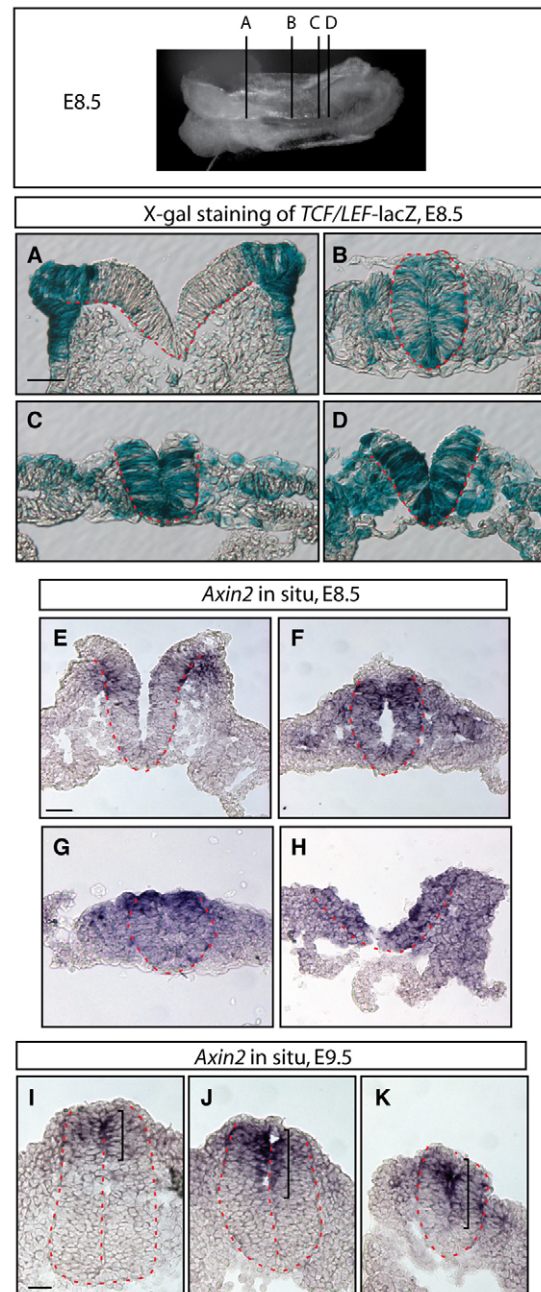 A B C D
E8.5
X-gal staining of TCF/LEF-lacZ, E8.5
A
B
C
D
Axin2 in situ, E8.5
E
F
G
H
Axin2 in situ, E9.5
I
J
K